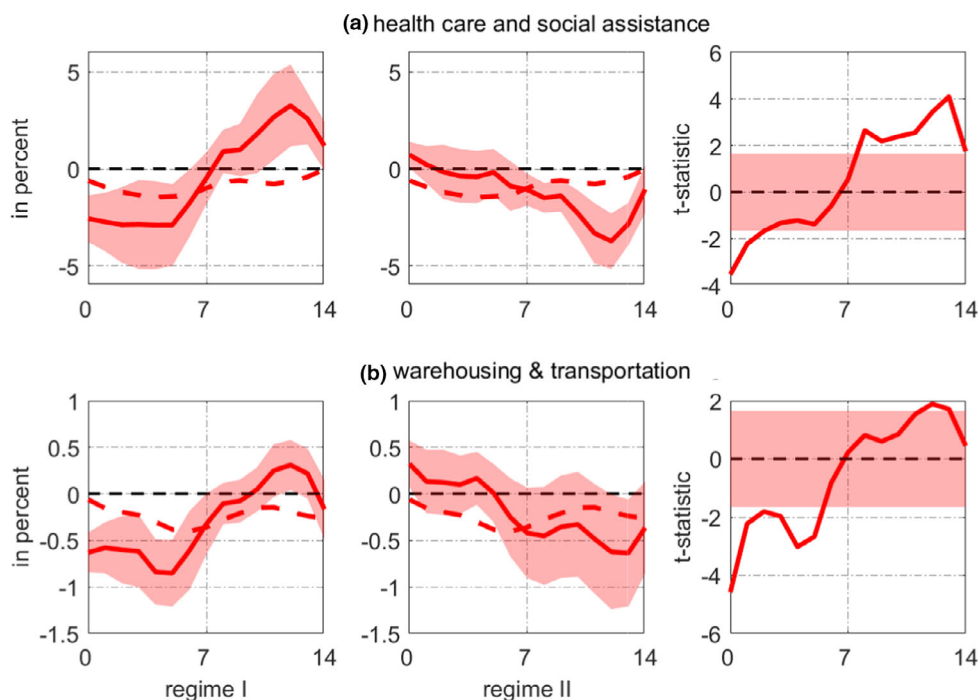 (a) health care and social assistance
in percent
5
0
-5
0 7 14
5
0
-5
0 7 14
t-statistic
6
4
2
0
-2
-4
0 7 14
(b) warehousing & transportation
in percent
1
0.5
0
-0.5
-1
-1.5
0 7 14
regime I
1
0.5
0
-0.5
-1
-1.5
0 7 14
regime II
t-statistic
2
0
-2
-4
-6
0 7 14